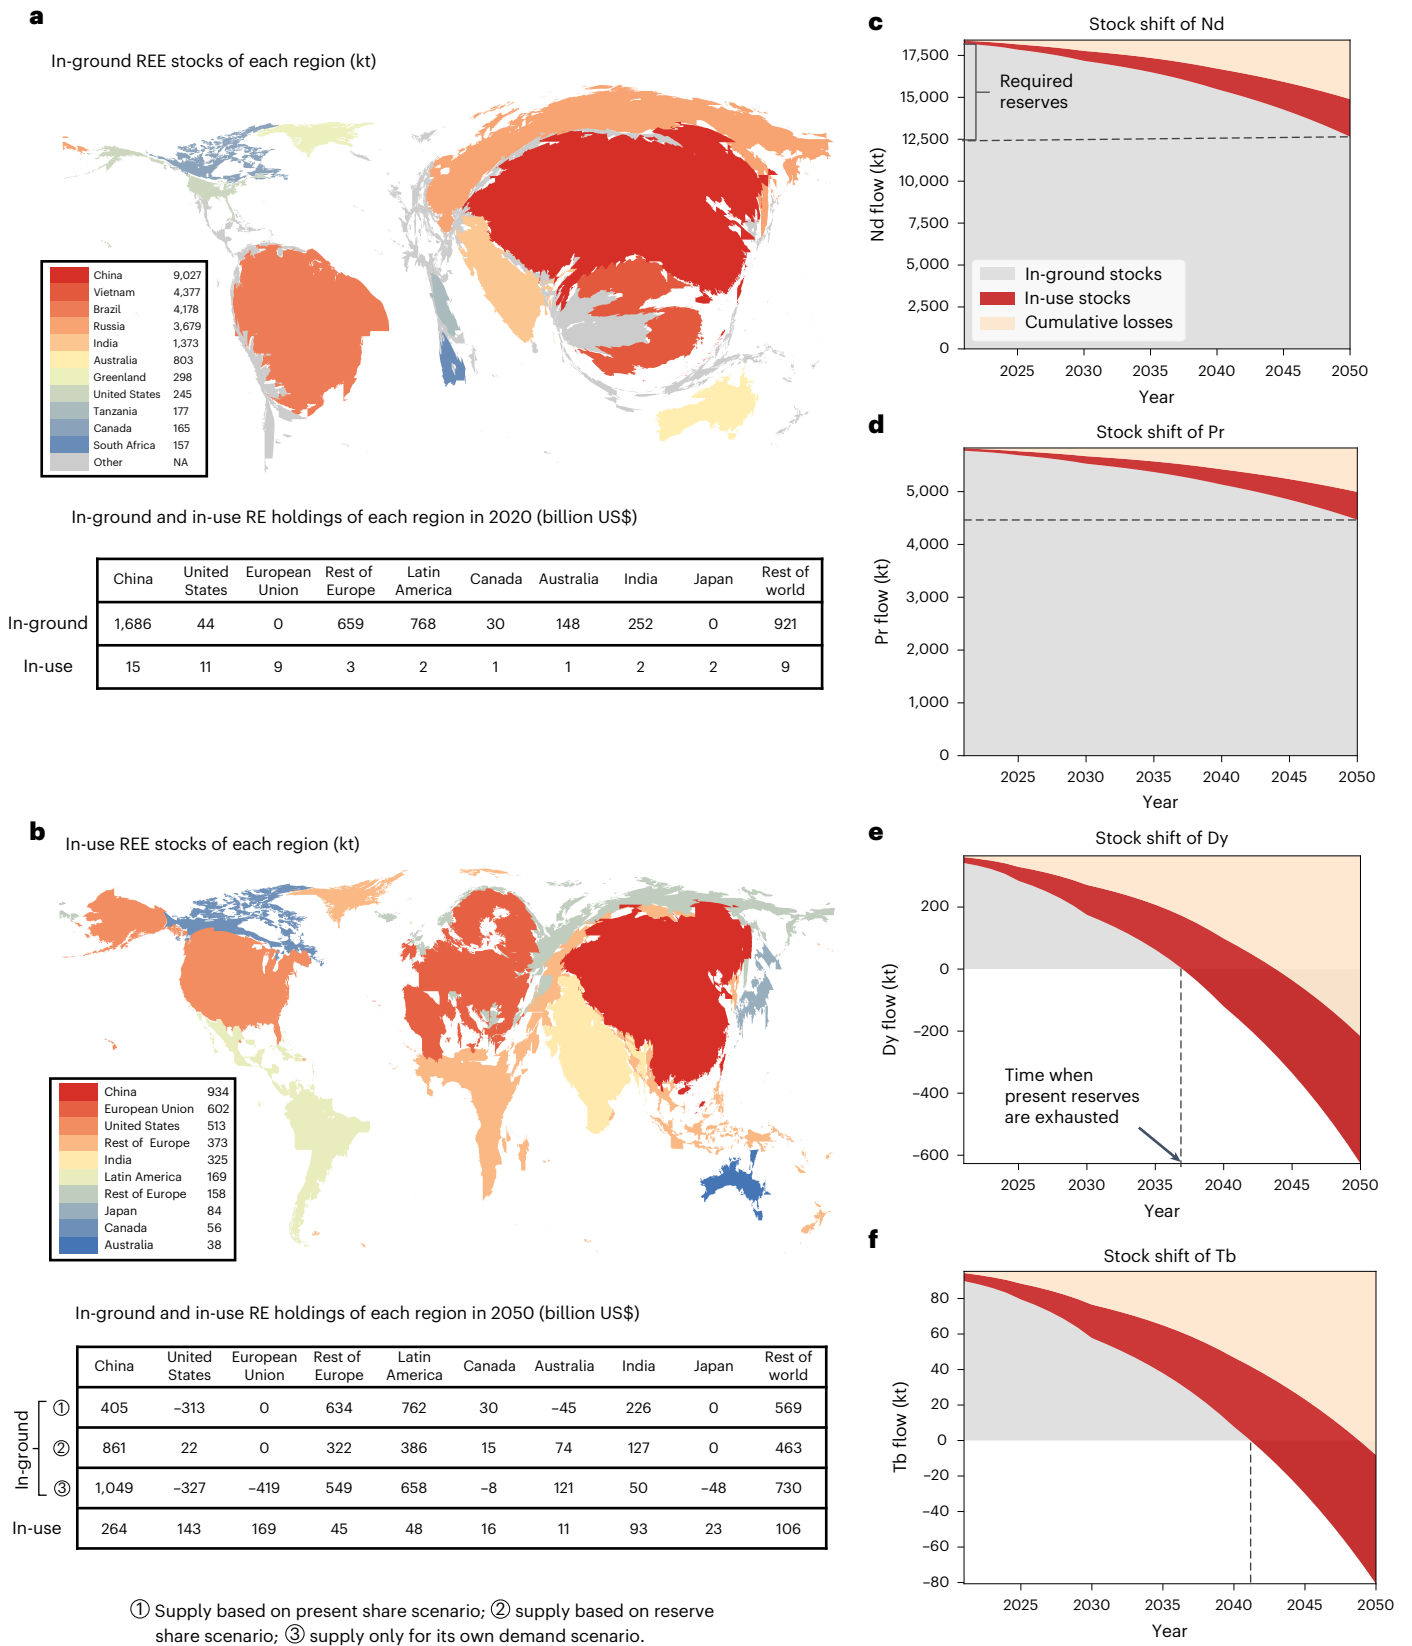 a
In-ground REE stocks of each region (kt)
China 9,027
Vietnam 4,377
Brazil 4,178
Russia 3,679
India 1,373
Australia 803
Greenland 298
United States 245
Tanzania 177
Canada 165
South Africa 157
Other NA
In-ground and in-use RE holdings of each region in 2020 (billion US$)
China United States European Union Rest of Europe Latin America Canada Australia India Japan Rest of world
In-ground 1,686 44 0 659 768 30 148 252 0 921
In-use 15 11 9 3 2 1 1 2 2 9
b
In-use REE stocks of each region (kt)
China 934
European Union 602
United States 513
Rest of Europe 373
India 325
Latin America 169
Rest of Europe 158
Japan 84
Canada 56
Australia 38
In-ground and in-use RE holdings of each region in 2050 (billion US$)
China United States European Union Rest of Europe Latin America Canada Australia India Japan Rest of world
In-ground
① 405 –313 0 634 762 30 –45 226 0 569
② 861 22 0 322 386 15 74 127 0 463
③ 1,049 –327 –419 549 658 –8 121 50 –48 730
In-use 264 143 169 45 48 16 11 93 23 106
① Supply based on present share scenario; ② supply based on reserve
share scenario; ③ supply only for its own demand scenario.
c
Stock shift of Nd
Nd flow (kt)
17,500
15,000
12,500
10,000
7,500
5,000
2,500
0
Required
reserves
In-ground stocks
In-use stocks
Cumulative losses
2025 2030 2035 2040 2045 2050
Year
d
Stock shift of Pr
Pr flow (kt)
5,000
4,000
3,000
2,000
1,000
0
2025 2030 2035 2040 2045 2050
Year
e
Stock shift of Dy
Dy flow (kt)
200
0
–200
–400
–600
Time when
present reserves
are exhausted
2025 2030 2035 2040 2045 2050
Year
f
Stock shift of Tb
Tb flow (kt)
80
60
40
20
0
–20
–40
–60
–80
2025 2030 2035 2040 2045 2050
Year